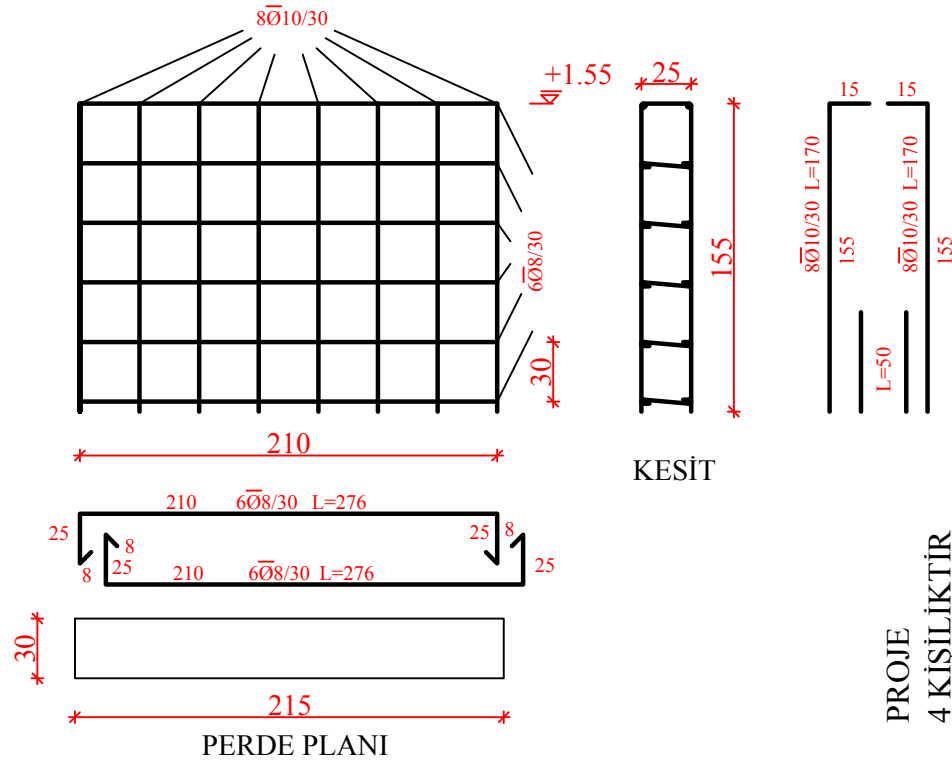 8Ø10/30
+1.55
25
15
15
8Ø10/30 L=170
155
8Ø10/30 L=170
155
6Ø8/30
155
30
L=50
210
KESİT
210 6Ø8/30 L=276
25
25
8
8
8
25
25
210 6Ø8/30 L=276
30
215
PERDE PLANI
PROJE
4 KİSİLİKTİR